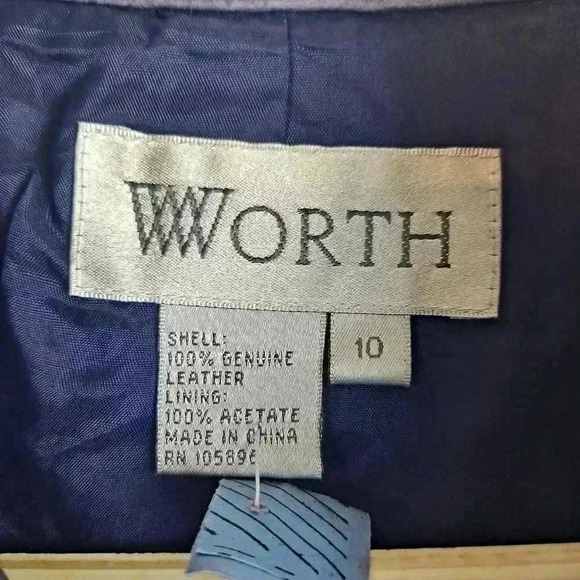 WORTH
10
SHELL:
100% GENUINE
LEATHER
LINING:
100% ACETATE
MADE IN CHINA
RN 105896